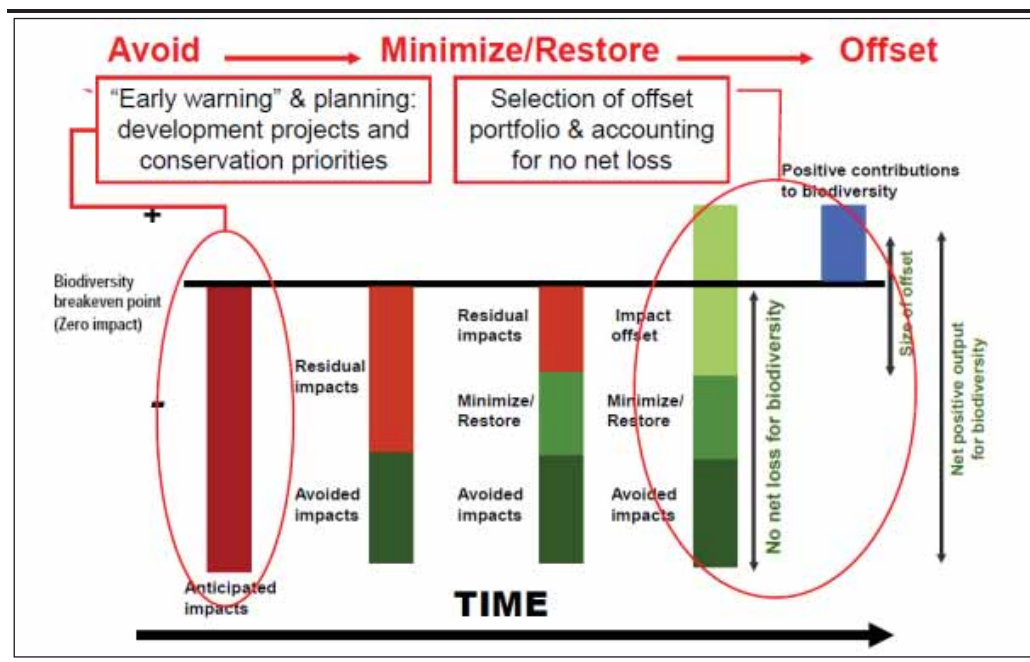 Avoid
Minimize/Restore
Offset
“Early warning” & planning:
development projects and
conservation priorities
Selection of offset
portfolio & accounting
for no net loss
Positive contributions
to biodiversity
+
Biodiversity
breakeven point
(Zero impact)
-
Anticipated
impacts
Residual
impacts
Avoided
impacts
Residual
impacts
Minimize/
Restore
Avoided
impacts
Impact
offset
Minimize/
Restore
Avoided
impacts
No net loss for biodiversity
Size of offset
Net positive output
for biodiversity
TIME